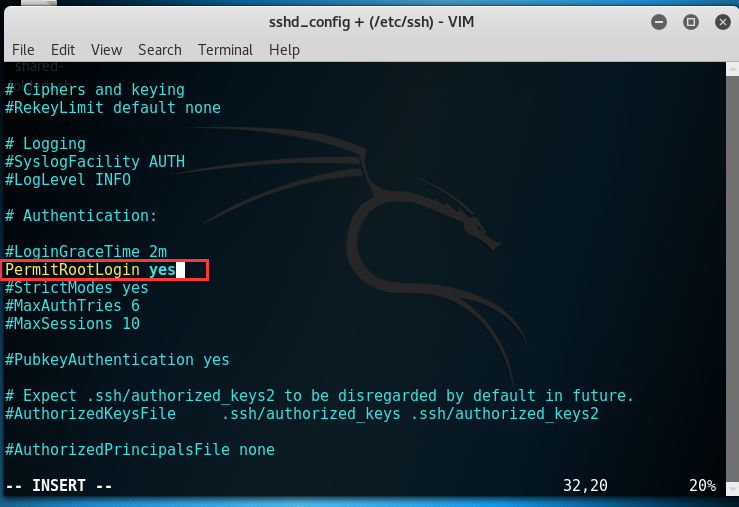 sshd_config + (/etc/ssh) - VIM
File Edit View Search Terminal Help
shared-
# Ciphers and keying
#RekeyLimit default none
# Logging
#SyslogFacility AUTH
#LogLevel INFO
# Authentication:
#LoginGraceTime 2m
PermitRootLogin yes
#StrictModes yes
#MaxAuthTries 6
#MaxSessions 10
#PubkeyAuthentication yes
# Expect .ssh/authorized_keys2 to be disregarded by default in future.
#AuthorizedKeysFile .ssh/authorized_keys .ssh/authorized_keys2
#AuthorizedPrincipalsFile none
-- INSERT -- 32,20 20%